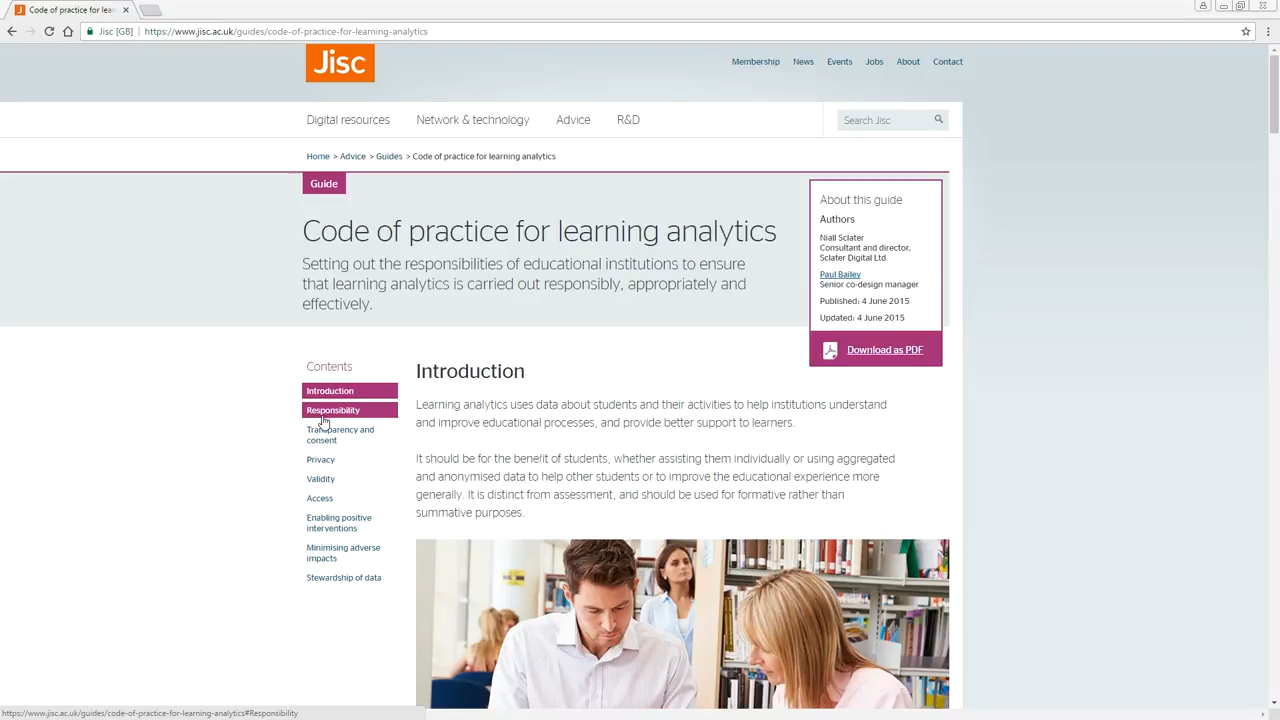 Code of practice for lear
Jisc [GB]
https://www.jisc.ac.uk/guides/code-of-practice-for-learning-analytics
Jisc
Membership News Events Jobs About Contact
Digital resources Network & technology Advice R&D
Search Jisc
Home > Advice > Guides > Code of practice for learning analytics
Guide
Code of practice for learning analytics
Setting out the responsibilities of educational institutions to ensure
that learning analytics is carried out responsibly, appropriately and
effectively.
About this guide
Authors
Niall Sclater
Consultant and director,
Sclater Digital Ltd
Paul Bailey
Senior co-design manager
Published: 4 June 2015
Updated: 4 June 2015
Download as PDF
Contents
Introduction
Responsibility
Transparency and
consent
Privacy
Validity
Access
Enabling positive
interventions
Minimising adverse
impacts
Stewardship of data
Introduction
Learning analytics uses data about students and their activities to help institutions understand
and improve educational processes, and provide better support to learners.
It should be for the benefit of students, whether assisting them individually or using aggregated
and anonymised data to help other students or to improve the educational experience more
generally. It is distinct from assessment, and should be used for formative rather than
summative purposes.
https://www.jisc.ac.uk/guides/code-of-practice-for-learning-analytics#Responsibility